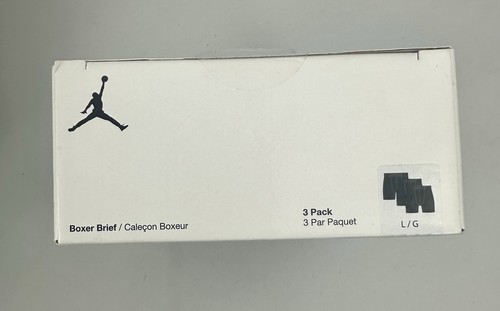 Boxer Brief / Caleçon Boxeur
3 Pack
3 Par Paquet
L / G